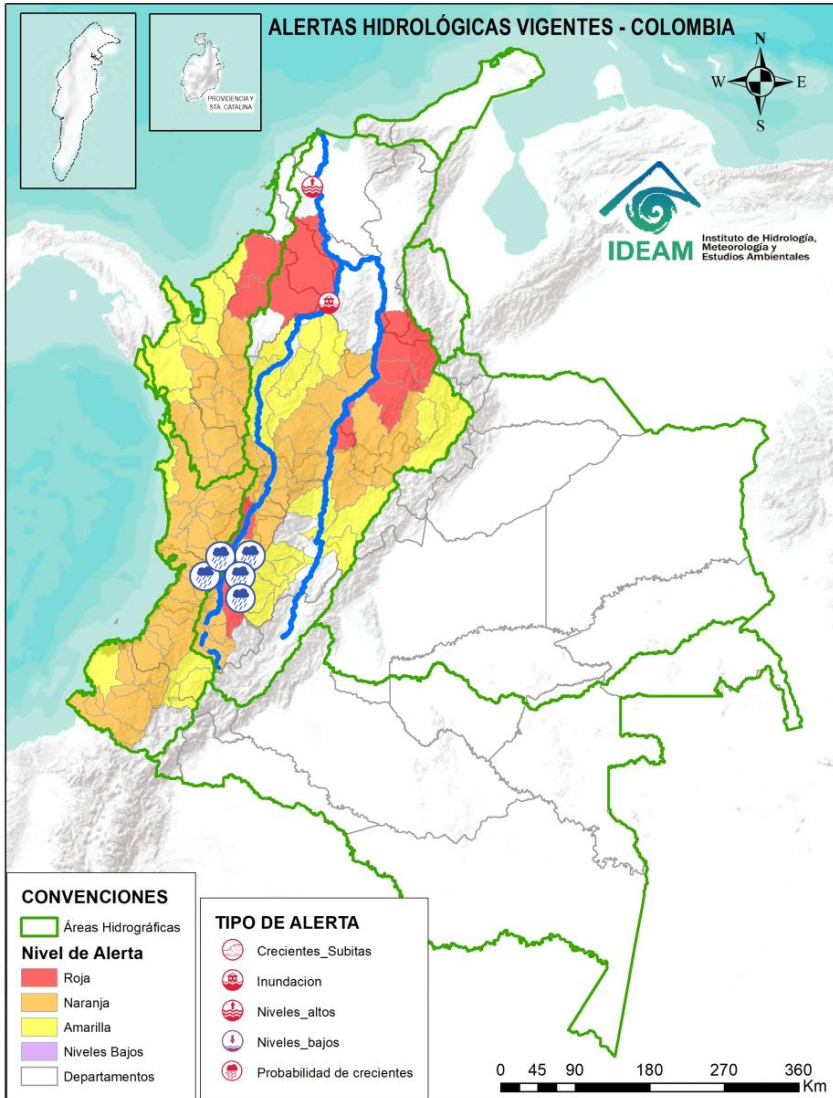 ALERTAS HIDROLÓGICAS VIGENTES - COLOMBIA
PROVIDENCIA Y
STA. CATALINA
N
W
E
S
IDEAM
Instituto de Hidrología,
Meteorología y
Estudios Ambientales
CONVENCIONES
Áreas Hidrográficas
Nivel de Alerta
Roja
Naranja
Amarilla
Niveles Bajos
Departamentos
TIPO DE ALERTA
Crecientes_Subitas
Inundacion
Niveles_altos
Niveles_bajos
Probabilidad de crecientes
0 45 90 180 270 360
Km